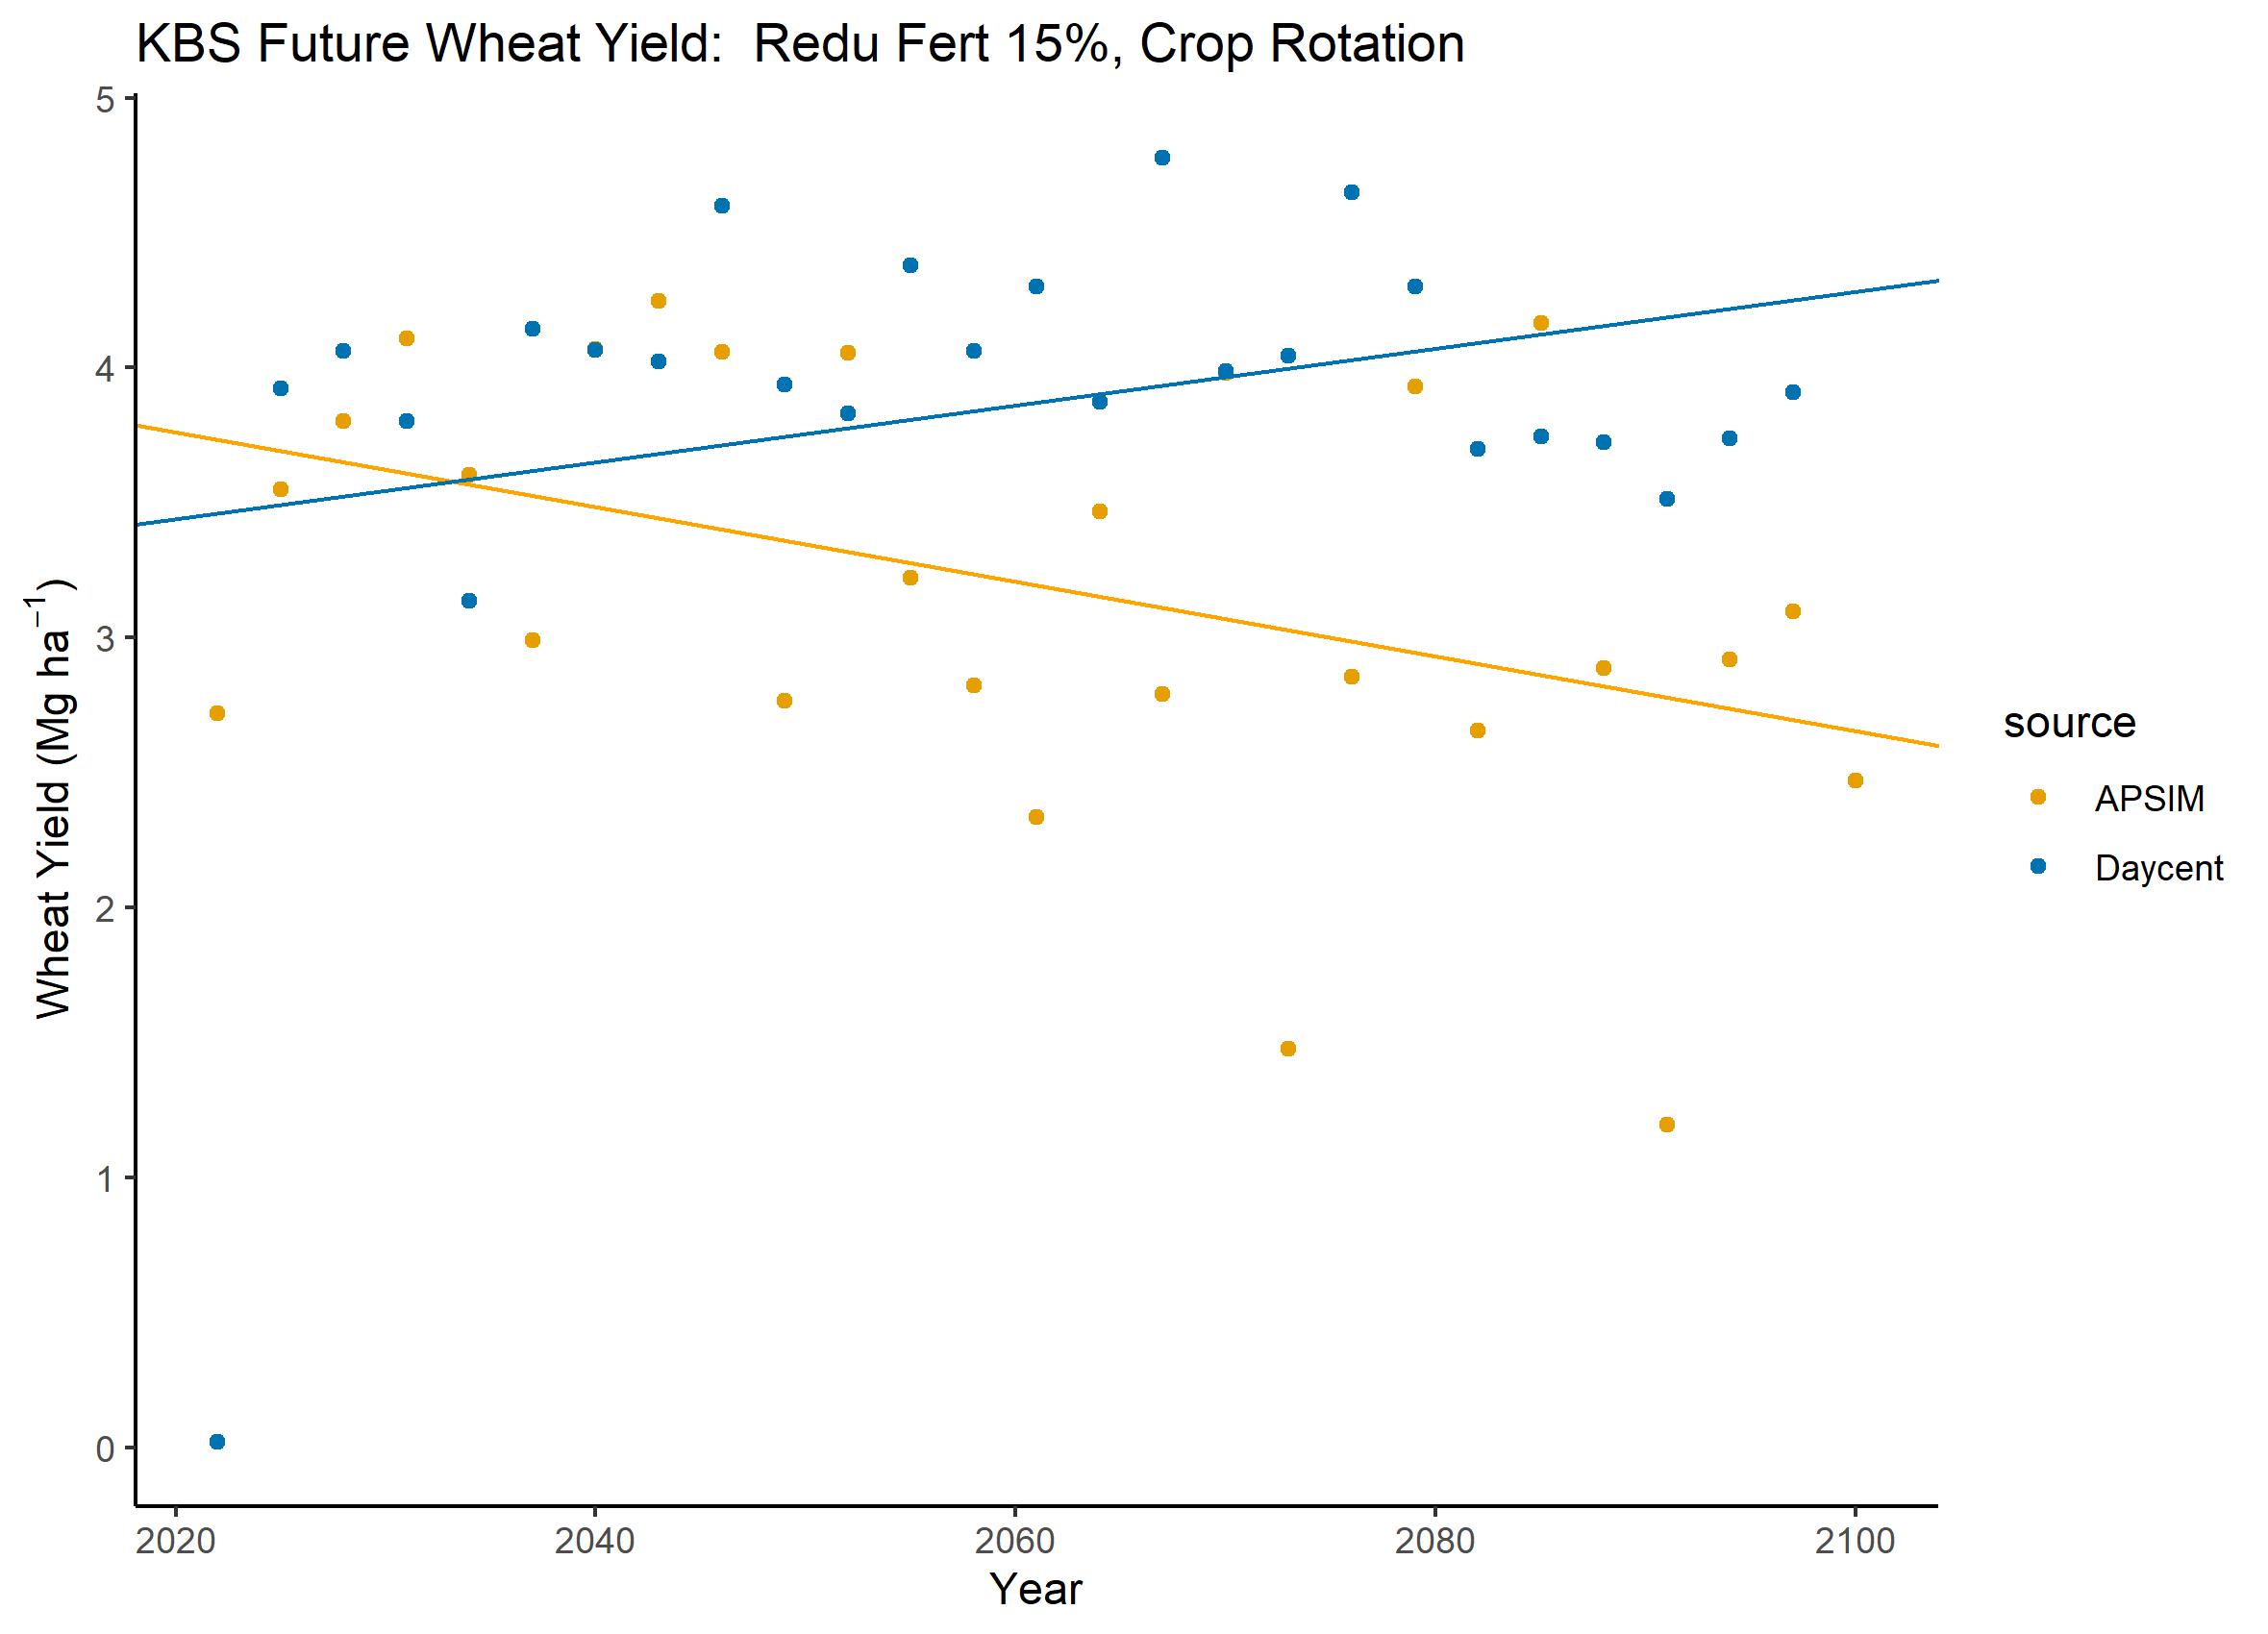 KBS Future Wheat Yield:  Redu Fert 15%, Crop Rotation
5
4
3
2
1
0
Wheat Yield (Mg ha⁻¹)
2020 2040 2060 2080 2100
Year
source
APSIM
Daycent